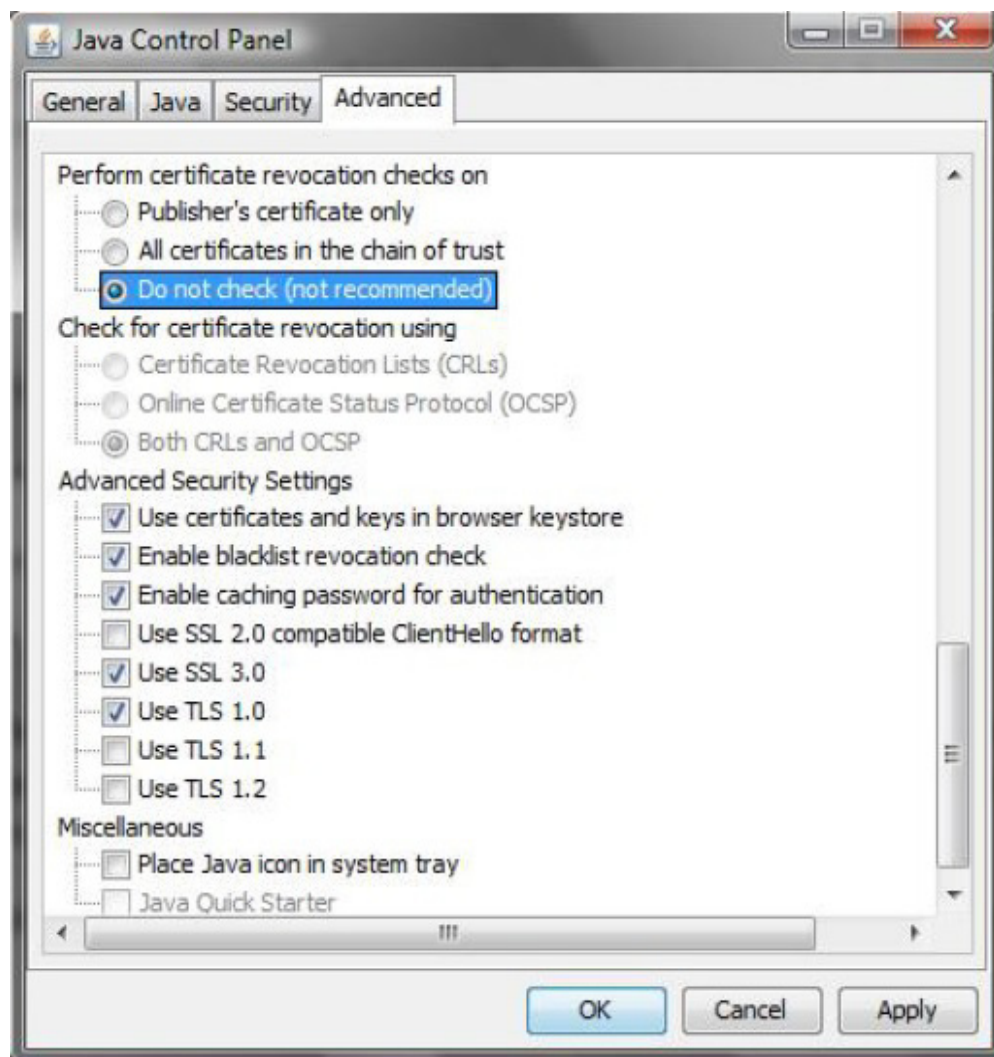 Java Control Panel
General Java Security Advanced
Perform certificate revocation checks on
Publisher's certificate only
All certificates in the chain of trust
Do not check (not recommended)
Check for certificate revocation using
Certificate Revocation Lists (CRLs)
Online Certificate Status Protocol (OCSP)
Both CRLs and OCSP
Advanced Security Settings
Use certificates and keys in browser keystore
Enable blacklist revocation check
Enable caching password for authentication
Use SSL 2.0 compatible ClientHello format
Use SSL 3.0
Use TLS 1.0
Use TLS 1.1
Use TLS 1.2
Miscellaneous
Place Java icon in system tray
Java Quick Starter
OK Cancel Apply